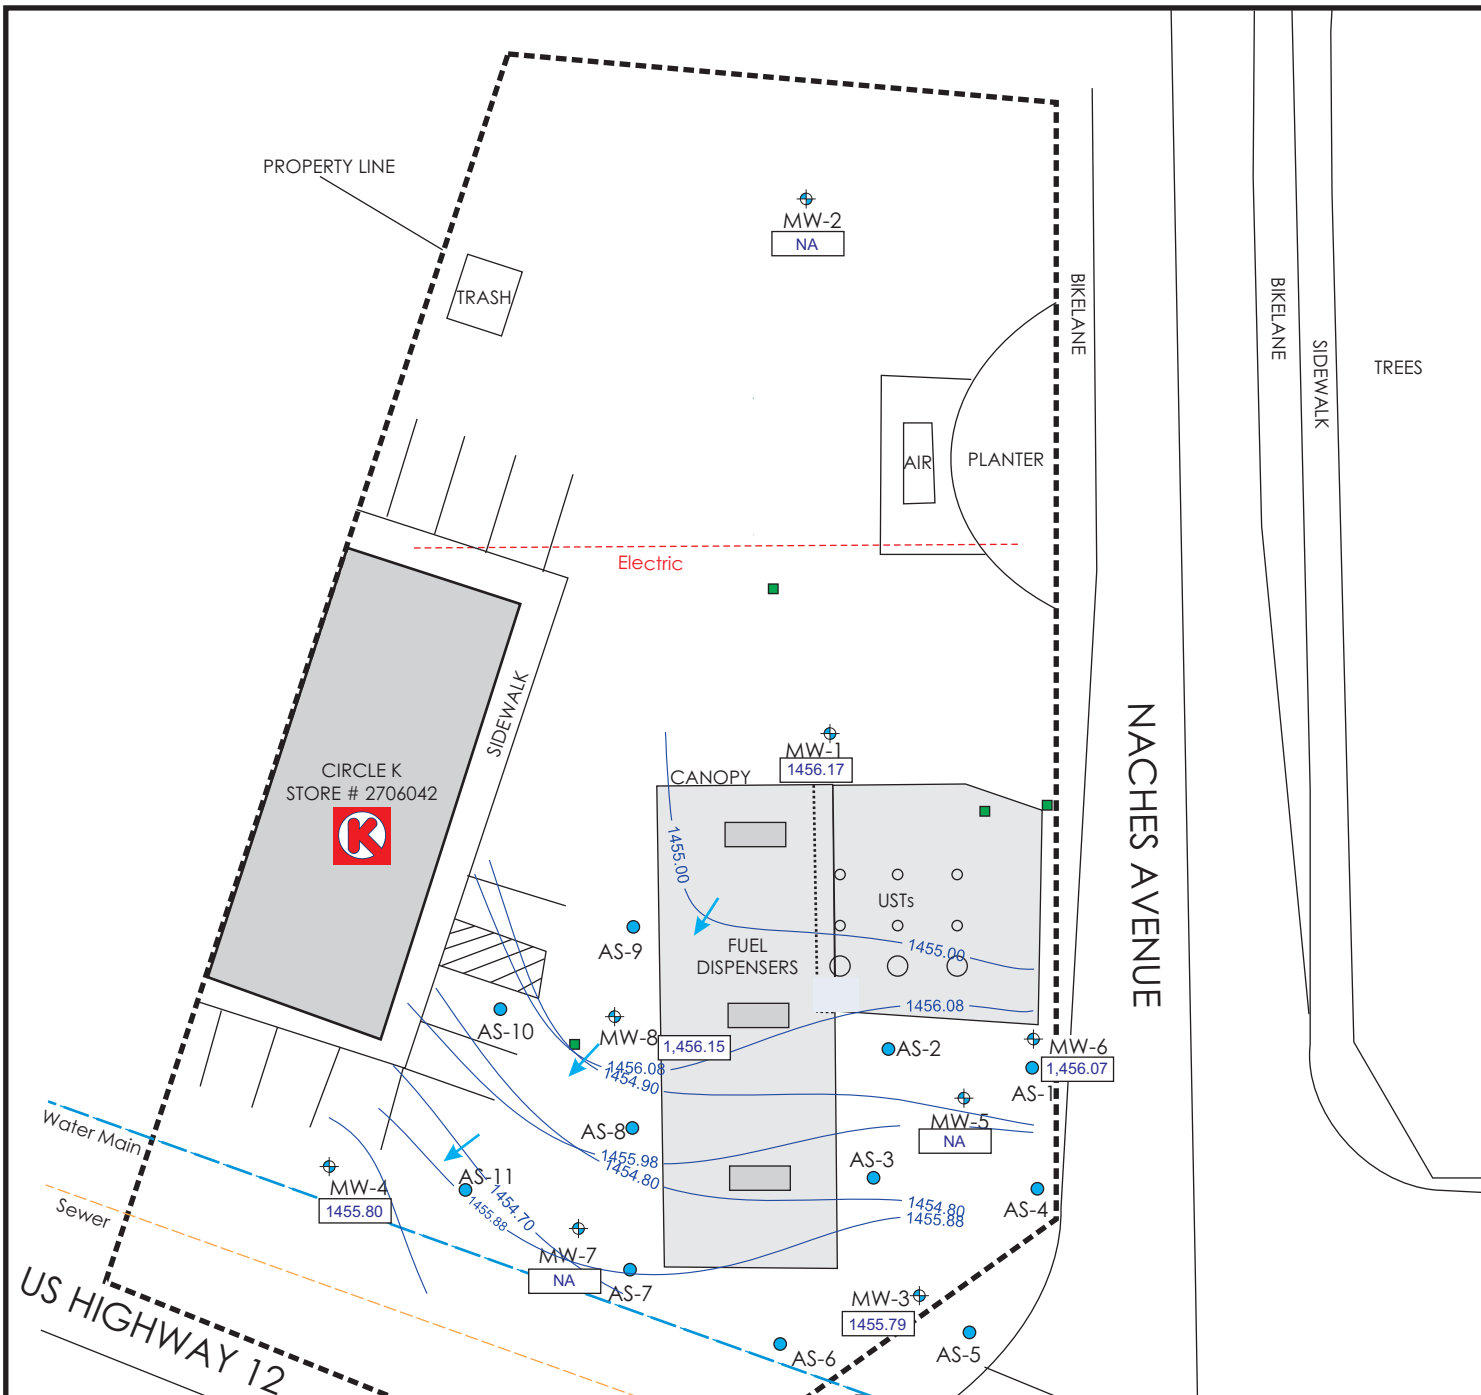 PROPERTY LINE
MW-2
NA
TRASH
BIKELANE
BIKELANE
SIDEWALK
TREES
AIR
PLANTER
Electric
SIDEWALK
NACHES AVENUE
MW-1
1456.17
CIRCLE K
STORE # 2706042
K
CANOPY
1455.00
USTs
AS-9
FUEL
DISPENSERS
1455.00
AS-10
MW-8
1,456.15
1456.08
AS-2
MW-6
1,456.07
1456.08
1454.90
AS-1
MW-5
NA
Water Main
AS-8
1455.98
1454.80
AS-3
MW-4
1455.80
AS-11
1454.70
1455.88
1454.80
1455.88
AS-4
Sewer
MW-7
NA
AS-7
MW-3
1455.79
US HIGHWAY 12
AS-6
AS-5